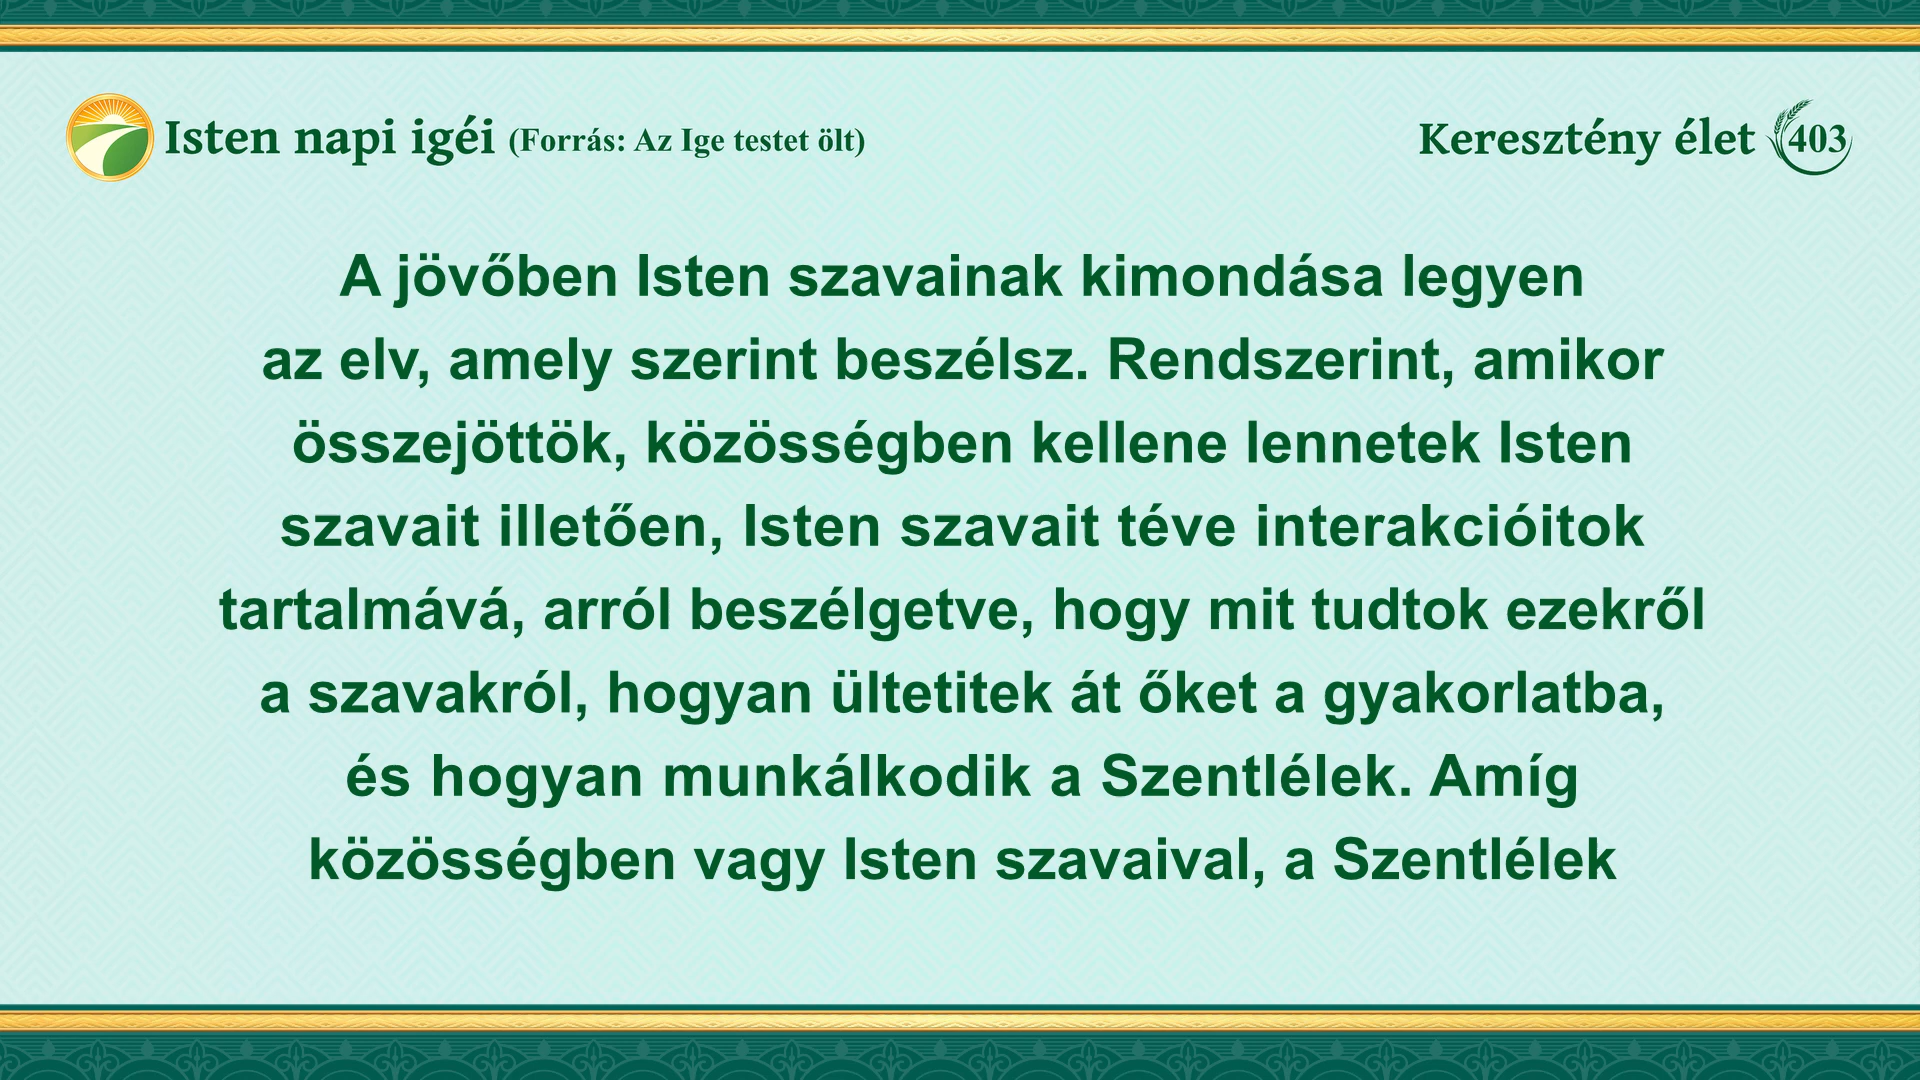 Isten napi igéi (Forrás: Az Ige testet ölt)
Keresztény élet 403
A jövőben Isten szavainak kimondása legyen
az elv, amely szerint beszélsz. Rendszerint, amikor
összejöttök, közösségben kellene lennetek Isten
szavait illetően, Isten szavait téve interakcióitok
tartalmává, arról beszélgetve, hogy mit tudtok ezekről
a szavakról, hogyan ültetitek át őket a gyakorlatba,
és hogyan munkálkodik a Szentlélek. Amíg
közösségben vagy Isten szavaival, a Szentlélek